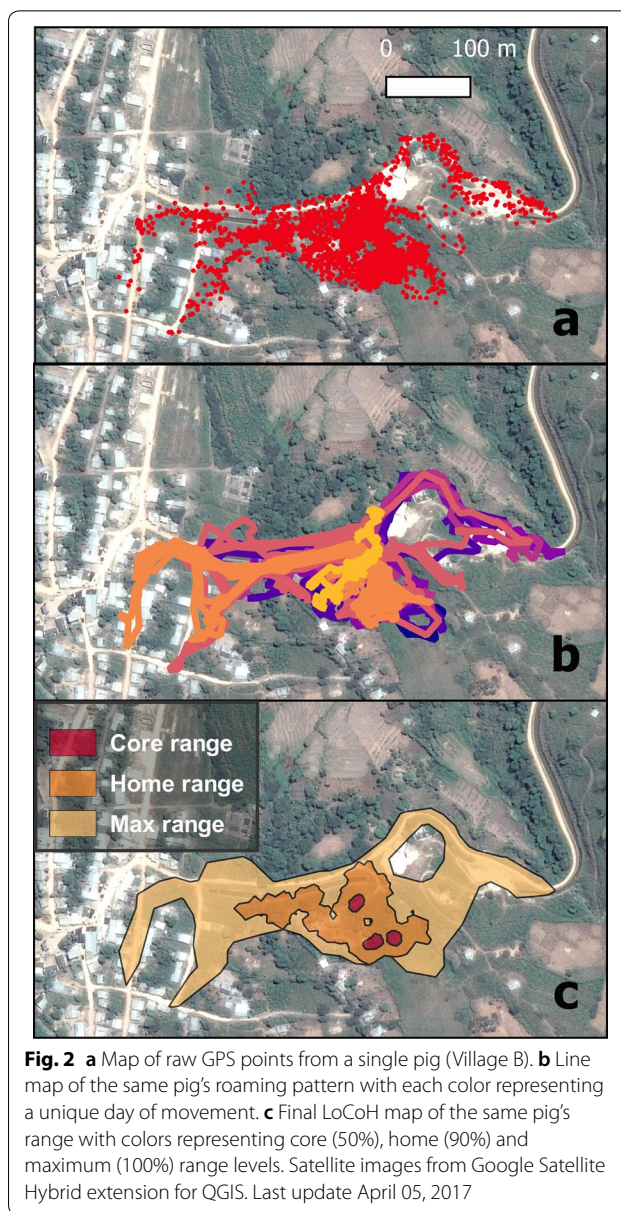 0 100 m
a
b
Core range
Home range
Max range
c
Fig. 2 a Map of raw GPS points from a single pig (Village B). b Line
map of the same pig's roaming pattern with each color representing
a unique day of movement. c Final LoCoH map of the same pig's
range with colors representing core (50%), home (90%) and
maximum (100%) range levels. Satellite images from Google Satellite
Hybrid extension for QGIS. Last update April 05, 2017